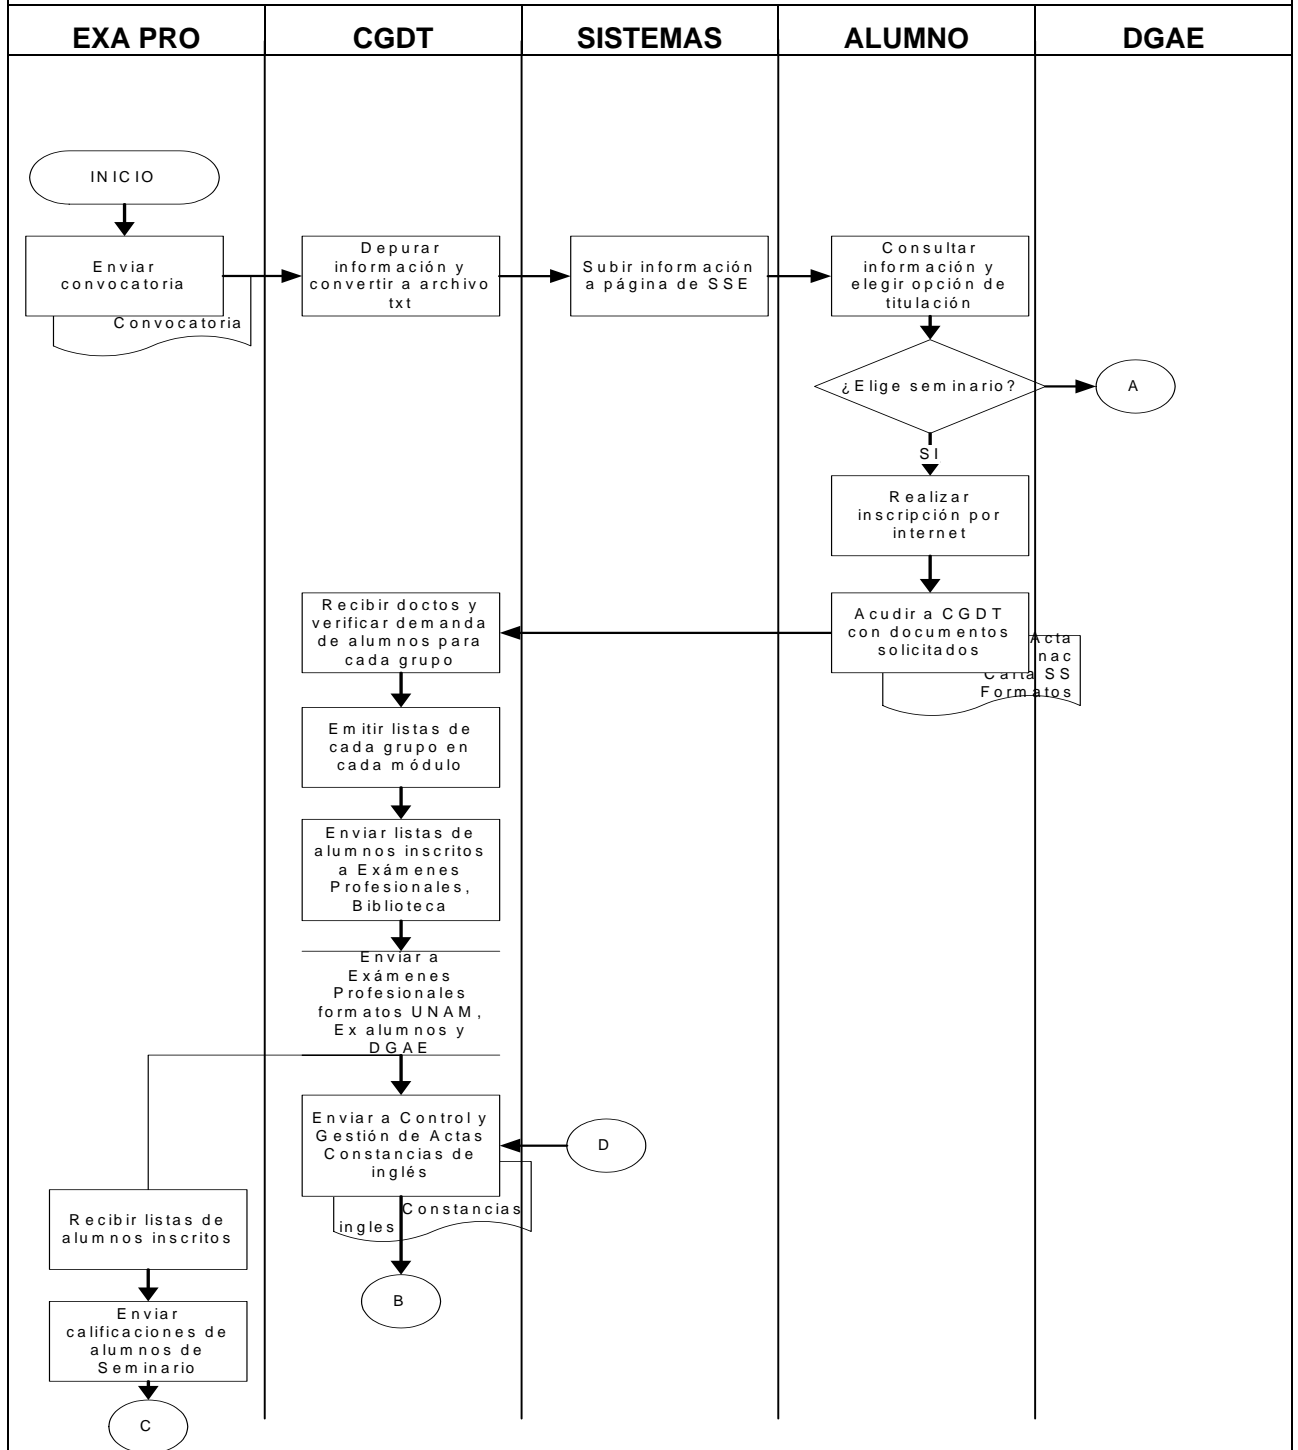 EXA PRO
CGDT
SISTEMAS
ALUMNO
DGAE
INICIO
Enviar
convocatoria
Convocatoria
Depurar
información y
convertir a archivo
txt
Subir información
a página de SSE
Consultar
información y
elegir opción de
titulación
¿Elige seminario?
A
SI
Realizar
inscripción por
internet
Acudir a CGDT
con documentos
solicitados
Acta
nac
Carta SS
Formatos
Recibir doctos y
verificar demanda
de alumnos para
cada grupo
Emitir listas de
cada grupo en
cada módulo
Enviar listas de
alumnos inscritos
a Exámenes
Profesionales,
Biblioteca
Enviar a
Exámenes
Profesionales
formatos UNAM,
Ex alumnos y
DGAE
Enviar a Control y
Gestión de Actas
Constancias de
inglés
D
Constancias
ingles
B
Recibir listas de
alumnos inscritos
Enviar
calificaciones de
alumnos de
Seminario
C